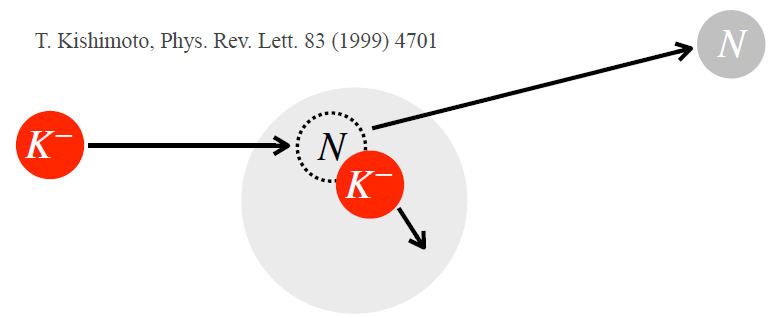 T. Kishimoto, Phys. Rev. Lett. 83 (1999) 4701
N
K⁻
N
K⁻